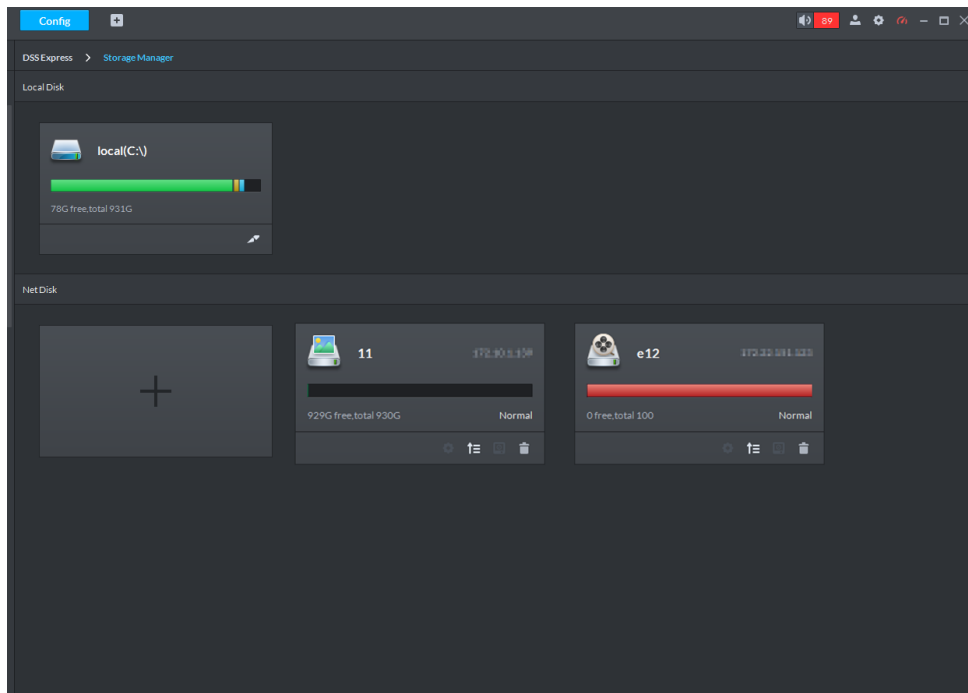 Config
89
DSS Express > Storage Manager
Local Disk
local(C:\)
78G free,total 931G
Net Disk
11
929G free,total 930G Normal
e12
0 free,total 100 Normal